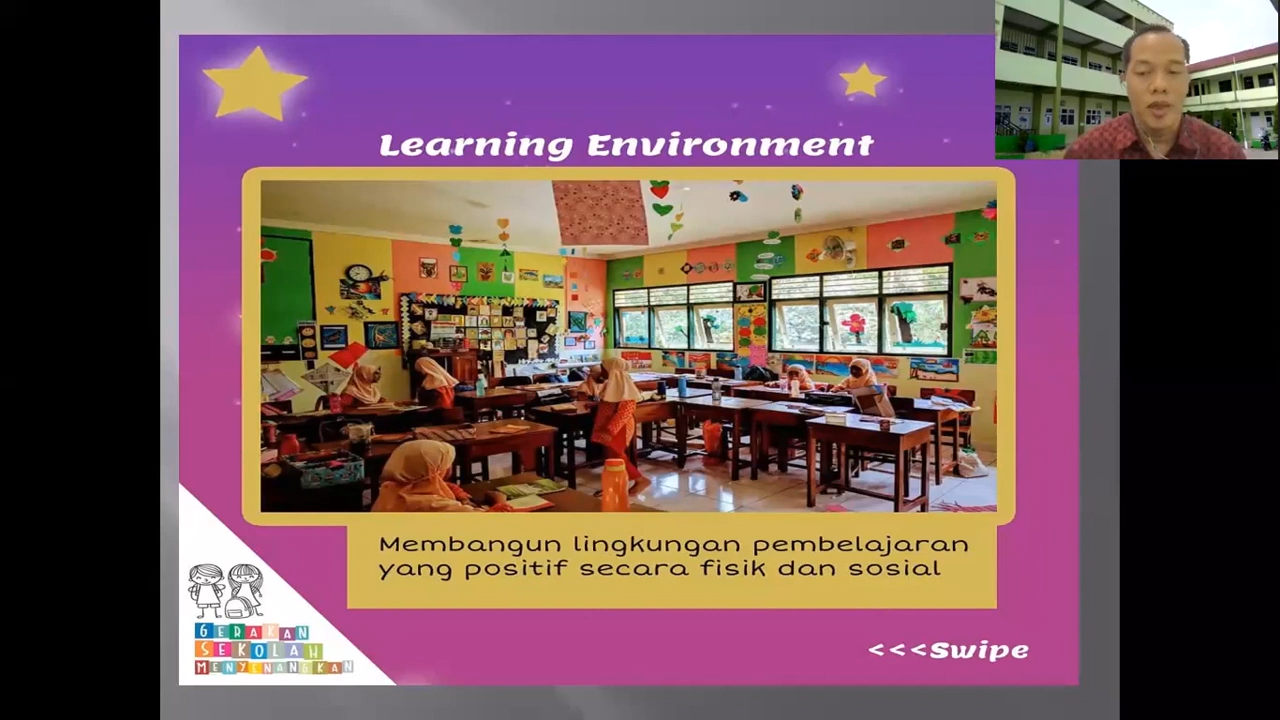 Learning Environment
Membangun lingkungan pembelajaran
yang positif secara fisik dan sosial
GERAKAN
SEKOLAH
MENYENANGKAN
<<<Swipe